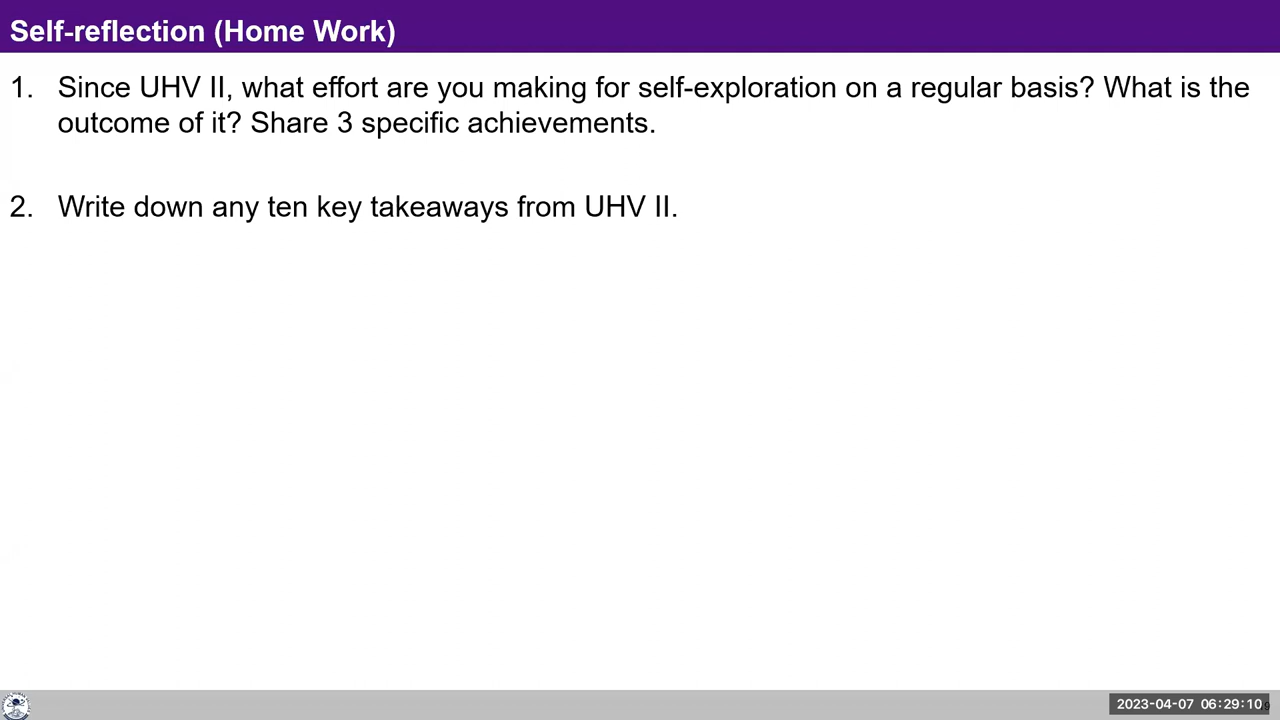 Self-reflection (Home Work)
1. Since UHV II, what effort are you making for self-exploration on a regular basis? What is the
outcome of it? Share 3 specific achievements.
2. Write down any ten key takeaways from UHV II.
2023-04-07 06:29:10